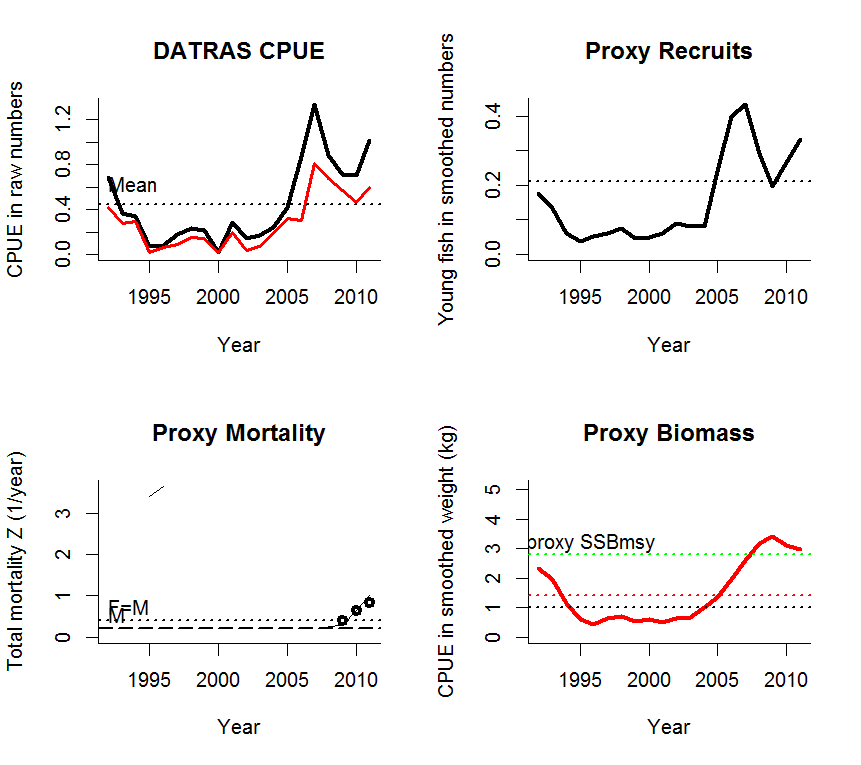 DATRAS CPUE
CPUE in raw numbers
1.2
0.8
0.4
0.0
Mean
1995 2000 2005 2010
Year
Proxy Recruits
Young fish in smoothed numbers
0.4
0.2
0.0
1995 2000 2005 2010
Year
Proxy Mortality
Total mortality Z (1/year)
3
2
1
0
F=M
M
1995 2000 2005 2010
Year
Proxy Biomass
CPUE in smoothed weight (kg)
5
4
3
2
1
0
proxy SSBmsy
1995 2000 2005 2010
Year